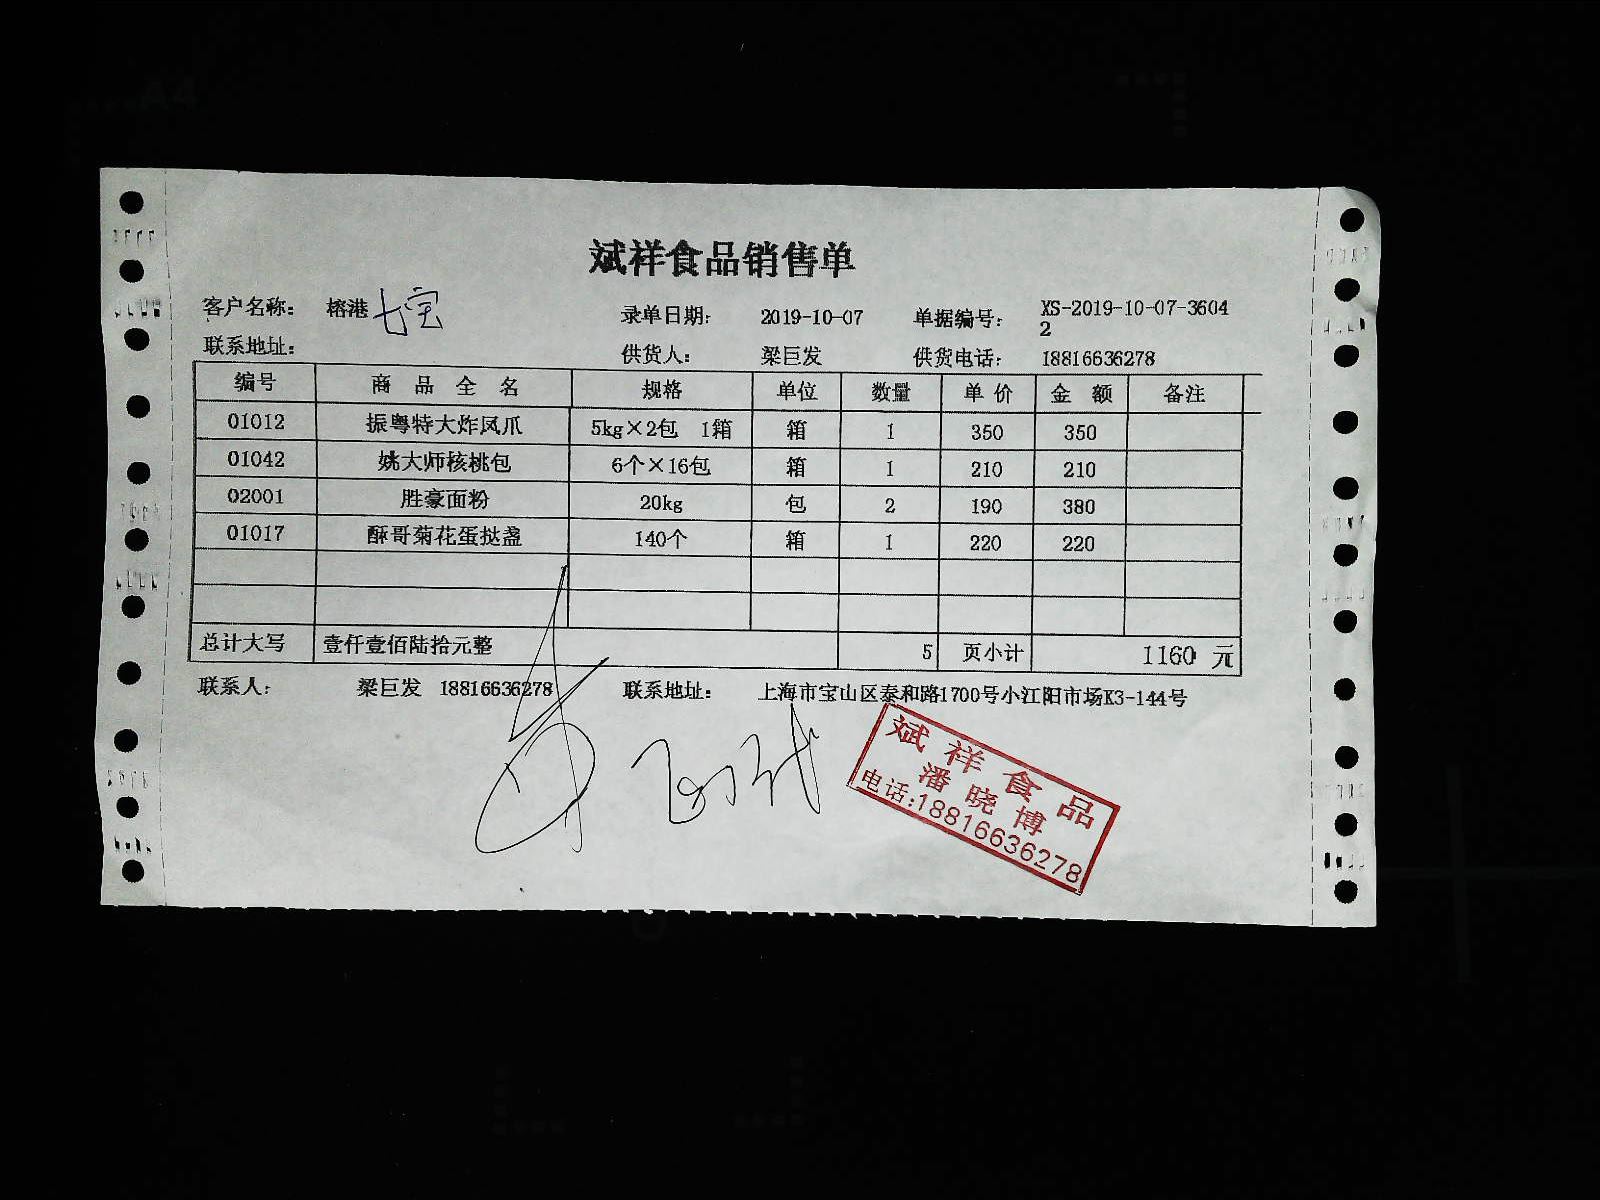 斌祥食品销售单
客户名称： 榕港 七宝 录单日期： 2019-10-07 单据编号： XS-2019-10-07-3604
2
联系地址： 供货人： 梁巨发 供货电话： 18816636278
编号 商 品 全 名 规格 单位 数量 单 价 金 额 备注
01012 振粤特大炸凤爪 5kg×2包 1箱 箱 1 350 350
01042 姚大师核桃包 6个×16包 箱 1 210 210
02001 胜豪面粉 20kg 包 2 190 380
01017 酥哥菊花蛋挞盏 140个 箱 1 220 220
总计大写 壹仟壹佰陆拾元整 5 页小计 1160 元
联系人： 梁巨发 18816636278 联系地址： 上海市宝山区泰和路1700号小江阳市场K3-144号
斌祥食品
潘晓博
电话:18816636278